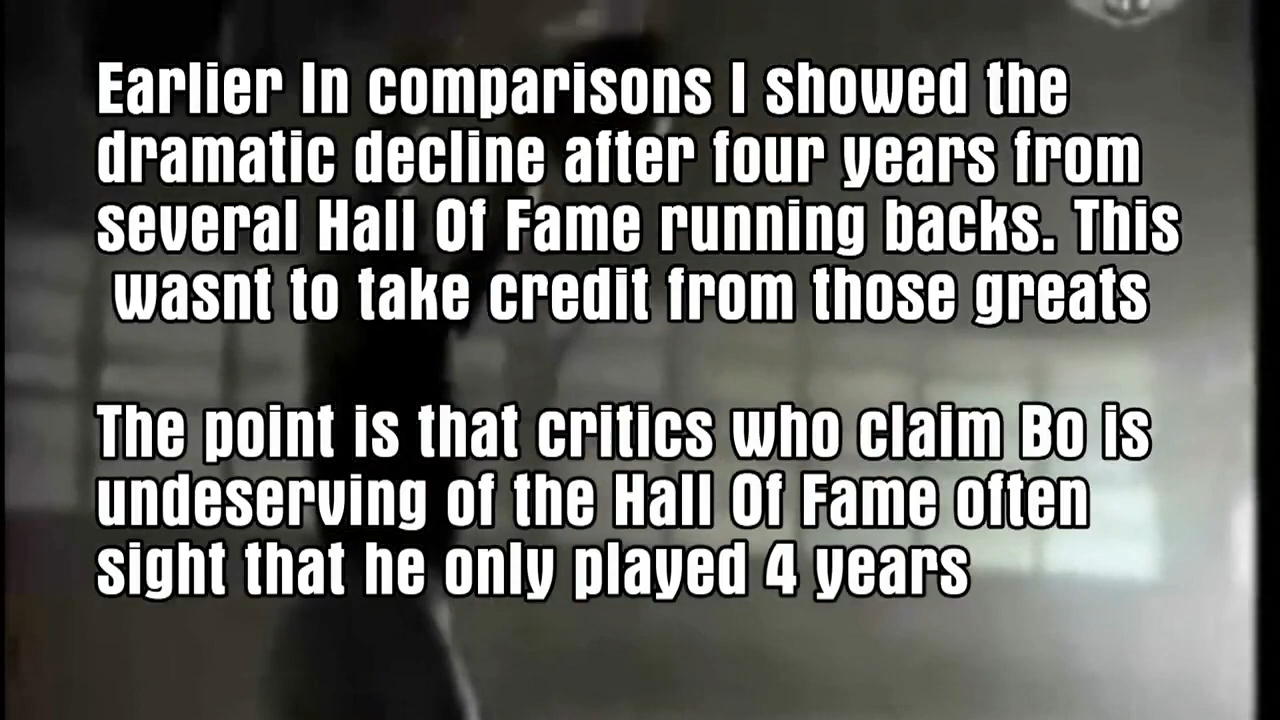 Earlier In comparisons I showed the
dramatic decline after four years from
several Hall Of Fame running backs. This
wasnt to take credit from those greats
The point is that critics who claim Bo is
undeserving of the Hall Of Fame often
sight that he only played 4 years